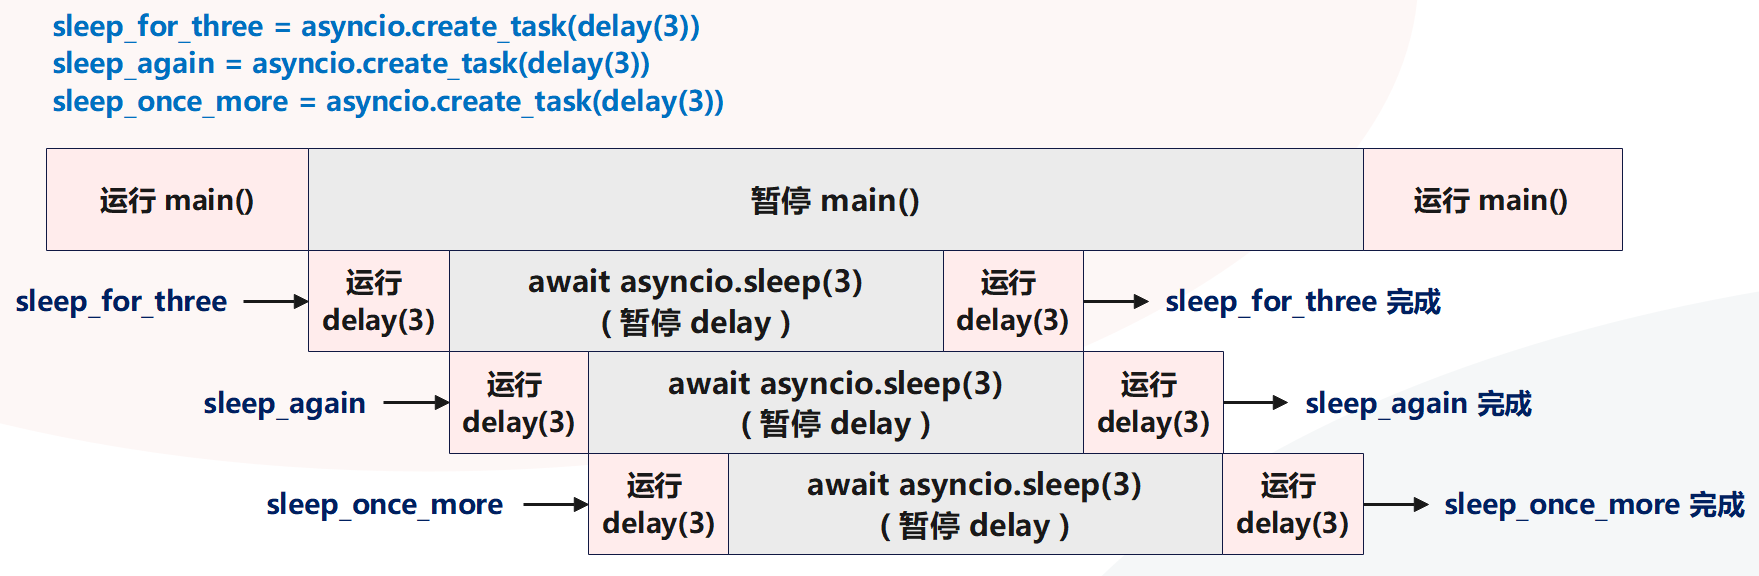 sleep_for_three = asyncio.create_task(delay(3))
sleep_again = asyncio.create_task(delay(3))
sleep_once_more = asyncio.create_task(delay(3))
运行 main()
暂停 main()
运行 main()
sleep_for_three
运行
delay(3)
await asyncio.sleep(3)
( 暂停 delay )
运行
delay(3)
sleep_for_three 完成
sleep_again
运行
delay(3)
await asyncio.sleep(3)
( 暂停 delay )
运行
delay(3)
sleep_again 完成
sleep_once_more
运行
delay(3)
await asyncio.sleep(3)
( 暂停 delay )
运行
delay(3)
sleep_once_more 完成